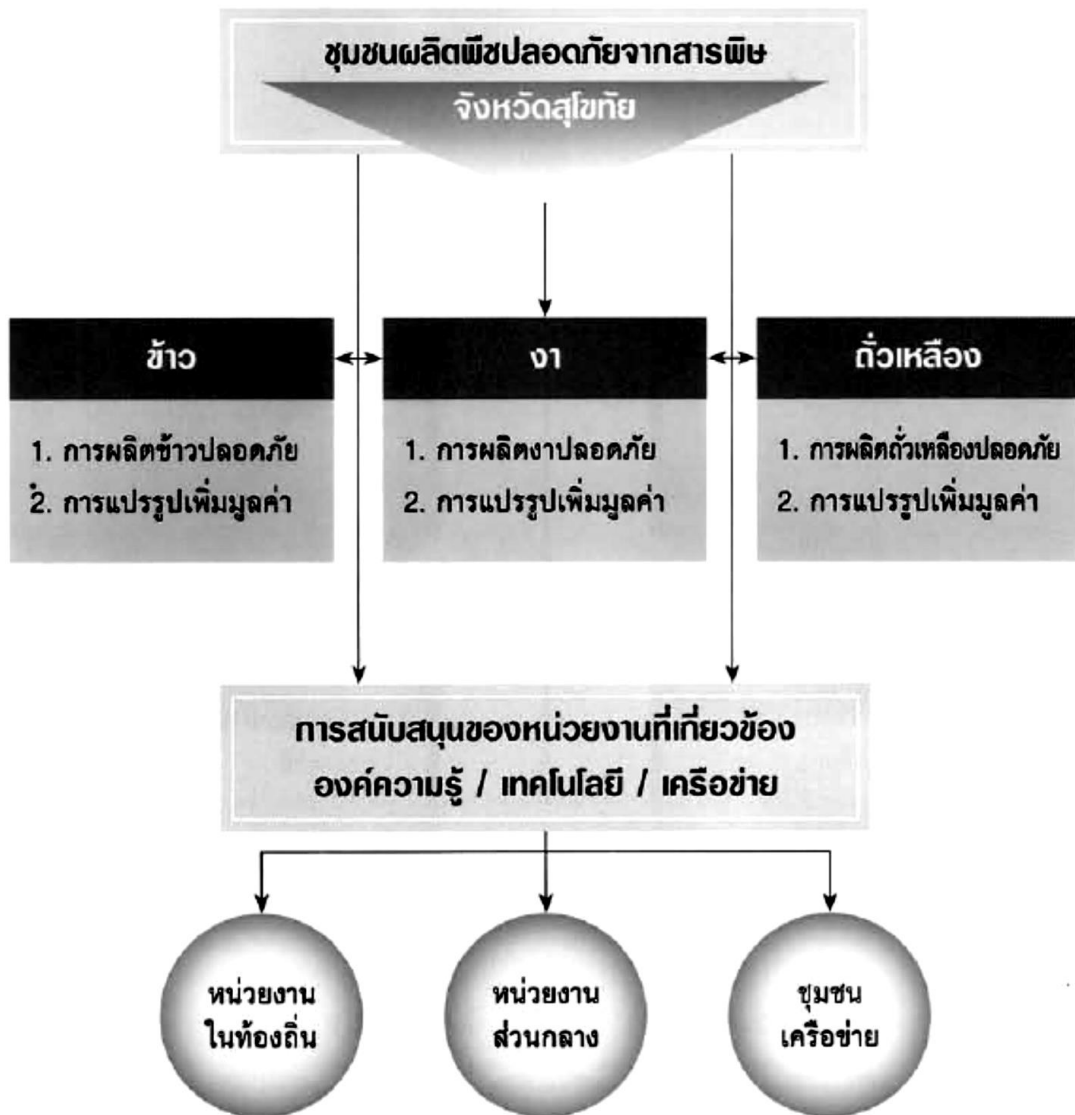 ชุมชนผลิตพืชปลอดภัยจากสารพิษ
จังหวัดสุโขทัย
ข้าว
1. การผลิตข้าวปลอดภัย
2. การแปรรูปเพิ่มมูลค่า
งา
1. การผลิตงาปลอดภัย
2. การแปรรูปเพิ่มมูลค่า
ถั่วเหลือง
1. การผลิตถั่วเหลืองปลอดภัย
2. การแปรรูปเพิ่มมูลค่า
การสนับสนุนของหน่วยงานที่เกี่ยวข้อง
องค์ความรู้ / เทคโนโลยี / เครือข่าย
หน่วยงาน
ในท้องถิ่น
หน่วยงาน
ส่วนกลาง
ชุมชน
เครือข่าย